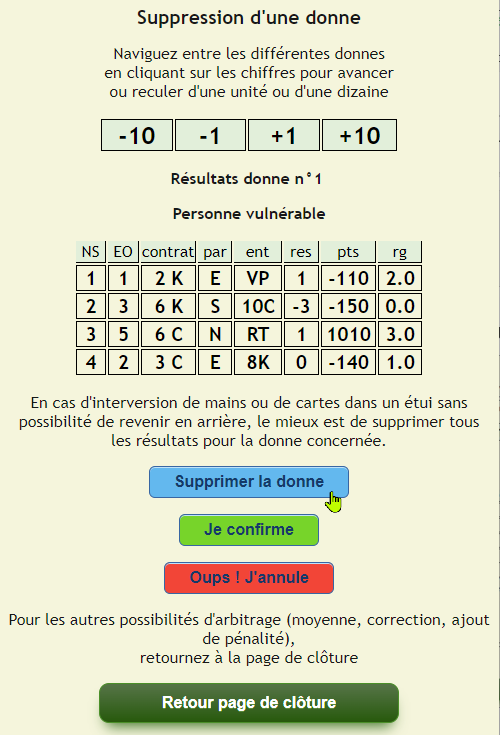 Suppression d'une donne
Naviguez entre les différentes donnes
en cliquant sur les chiffres pour avancer
ou reculer d'une unité ou d'une dizaine
-10 -1 +1 +10
Résultats donne n°1
Personne vulnérable
NS EO contrat par ent res pts rg
1 1 2 K E VP 1 -110 2.0
2 3 6 K S 10C -3 -150 0.0
3 5 6 C N RT 1 1010 3.0
4 2 3 C E 8K 0 -140 1.0
En cas d'interversion de mains ou de cartes dans un étui sans
possibilité de revenir en arrière, le mieux est de supprimer tous
les résultats pour la donne concernée.
Supprimer la donne
Je confirme
Oups ! J'annule
Pour les autres possibilités d'arbitrage (moyenne, correction, ajout
de pénalité),
retournez à la page de clôture
Retour page de clôture